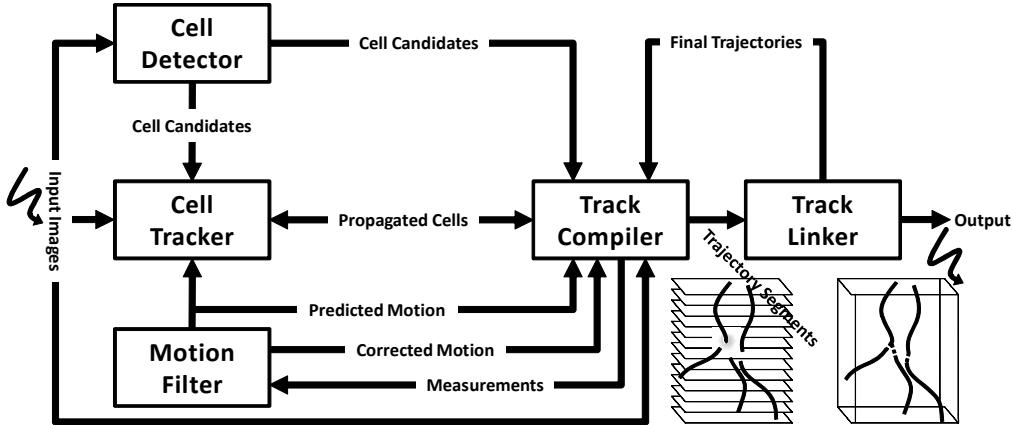 Cell
Detector
Cell Candidates
Final Trajectories
Cell Candidates
Input Images
Cell
Tracker
Propagated Cells
Track
Compiler
Track
Linker
Output
Trajectory Segments
Predicted Motion
Motion
Filter
Corrected Motion
Measurements